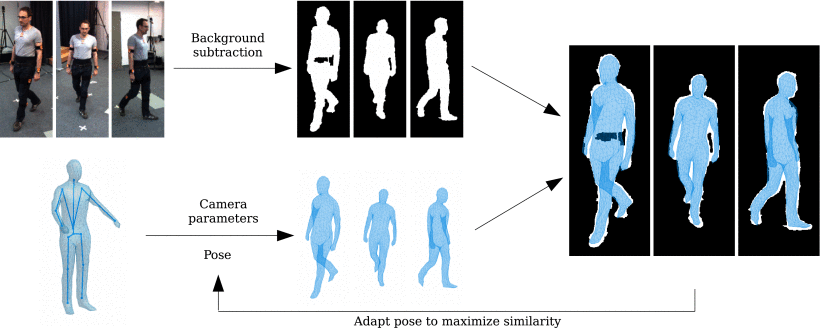 Background
subtraction
Camera
parameters
Pose
Adapt pose to maximize similarity